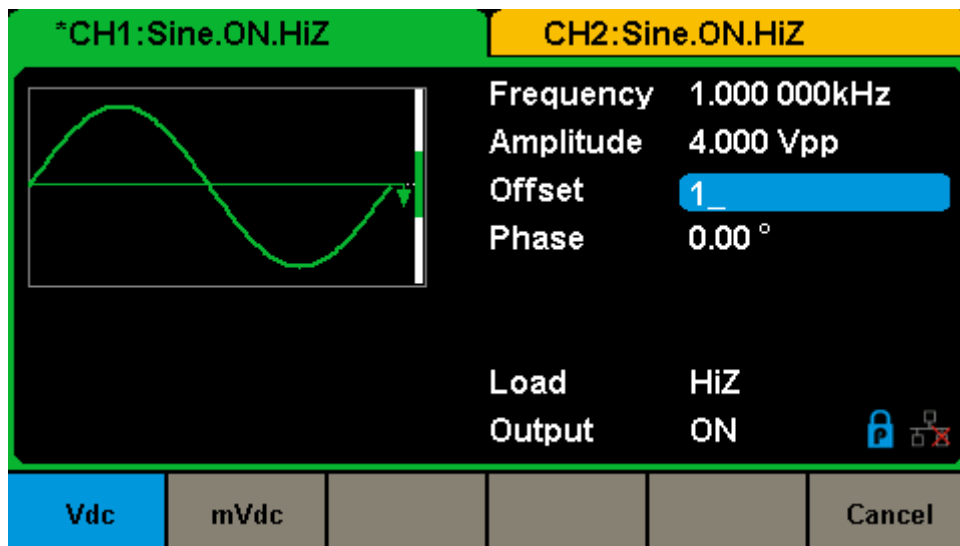 *CH1:Sine.ON.HiZ
CH2:Sine.ON.HiZ
Frequency 1.000 000kHz
Amplitude 4.000 Vpp
Offset 1_
Phase 0.00 °
Load HiZ
Output ON
P
Vdc mVdc Cancel